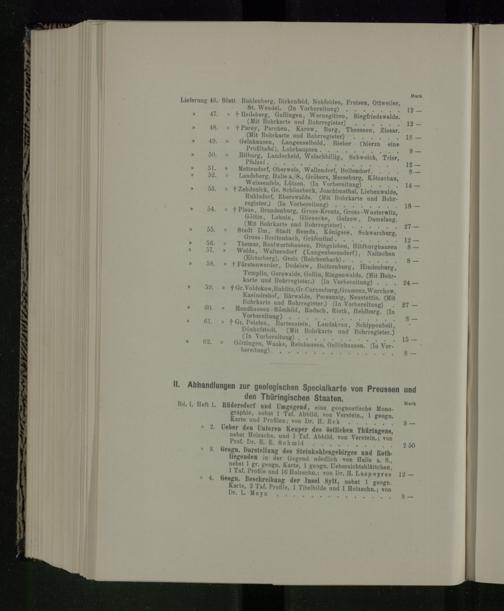 Mark
Lieferung 46. Blatt Buhlenberg, Birkenfeld, Nohfelden, Freisen, Ottweiler,
St. Wendel. (In Vorbereitung) . . . . . . 12 —
» 47. » † Heilsberg, Gallingen, Wernegitten, Siegfriedswalde.
(Mit Bohrkarte und Bohrregister) . . . . . . 12 —
» 48. » † Parey, Parchen, Karow, Burg, Theessen, Ziesar.
(Mit Bohrkarte und Bohrregister) . . . . . . 18 —
» 49. » Gelnhausen, Langenselbold, Bieber (hierzu eine
Profiltafel), Lohrhaupten . . . . . . . . 8 —
» 50. » Bitburg, Landscheid, Welschbillig, Schweich, Trier,
Pfalzel . . . . . . . . . . . . 12 —
» 51. » Mettendorf, Oberweis, Wallendorf, Bollendorf . . . 8 —
» 52. » Landsberg, Halle a./S., Gröbers, Merseburg, Kötzschau,
Weissenfels, Lützen. (In Vorbereitung) . . . . 14 —
» 53. » † Zehdenick, Gr. Schönebeck, Joachimsthal, Liebenwalde,
Ruhlsdorf, Eberswalde. (Mit Bohrkarte und Bohr-
register.) (In Vorbereitung) . . . . . . . 18 —
» 54. » † Plaue, Brandenburg, Gross-Kreutz, Gross-Wusterwitz,
Göttin, Lehnin, Glienecke, Golzow, Damelang.
(Mit Bohrkarte und Bohrregister) . . . . . . 27 —
» 55. » Stadt Ilm, Stadt Remda, Königsee, Schwarzburg,
Gross-Breitenbach, Gräfenthal . . . . . . . 12 —
» 56. » Themar, Rentwertshausen, Dingsleben, Hildburghausen 8 —
» 57. » Weida, Waltersdorf (Langenbernsdorf), Naitschau
(Elsterberg), Greiz (Reichenbach) . . . . . . 8 —
» 58. » † Fürstenwerder, Dedelow, Boitzenburg, Hindenburg,
Templin, Gerswalde, Gollin, Ringenwalde. (Mit Bohr-
karte und Bohrregister.) (In Vorbereitung) . . . 24 —
» 59. » † Gr. Voldekow, Bublitz, Gr. Carzenburg, Gramenz, Wurchow,
Kasimirshof, Bärwalde, Persanzig, Neustettin. (Mit
Bohrkarte und Bohrregister.) (In Vorbereitung) . 27 —
» 60. » Mendhausen-Römhild, Rodach, Rieth, Heldburg. (In
Vorbereitung) . . . . . . . . . . 8 —
» 61. » † Gr. Peisten, Bartenstein, Landskron, Schippenbeil,
Dönhofstedt. (Mit Bohrkarte und Bohrregister.)
(In Vorbereitung) . . . . . . . . . 15 —
» 62. » Göttingen, Waake, Reinhausen, Gelliehausen. (In Vor-
bereitung) . . . . . . . . . . . 8 —
II. Abhandlungen zur geologischen Specialkarte von Preussen und
den Thüringischen Staaten.
Mark
Bd. I, Heft 1. Rüdersdorf und Umgegend, eine geognostische Mono-
graphie, nebst 1 Taf. Abbild. von Verstein., 1 geogn.
Karte und Profilen; von Dr. H. Eck . . . . . 8 —
» 2. Ueber den Unteren Keuper des östlichen Thüringens,
nebst Holzschn. und 1 Taf. Abbild. von Verstein.; von
Prof. Dr. E. E. Schmid . . . . . . . . 2 50
» 3. Geogn. Darstellung des Steinkohlengebirges und Roth-
liegenden in der Gegend nördlich von Halle a. S.,
nebst 1 gr. geogn. Karte, 1 geogn. Uebersichtsblättchen,
1 Taf. Profile und 16 Holzschn.; von Dr. H. Laspeyres 12 —
» 4. Geogn. Beschreibung der Insel Sylt, nebst 1 geogn.
Karte, 2 Taf. Profile, 1 Titelbilde und 1 Holzschn.; von
Dr. L. Meyn . . . . . . . . . . . 8 —